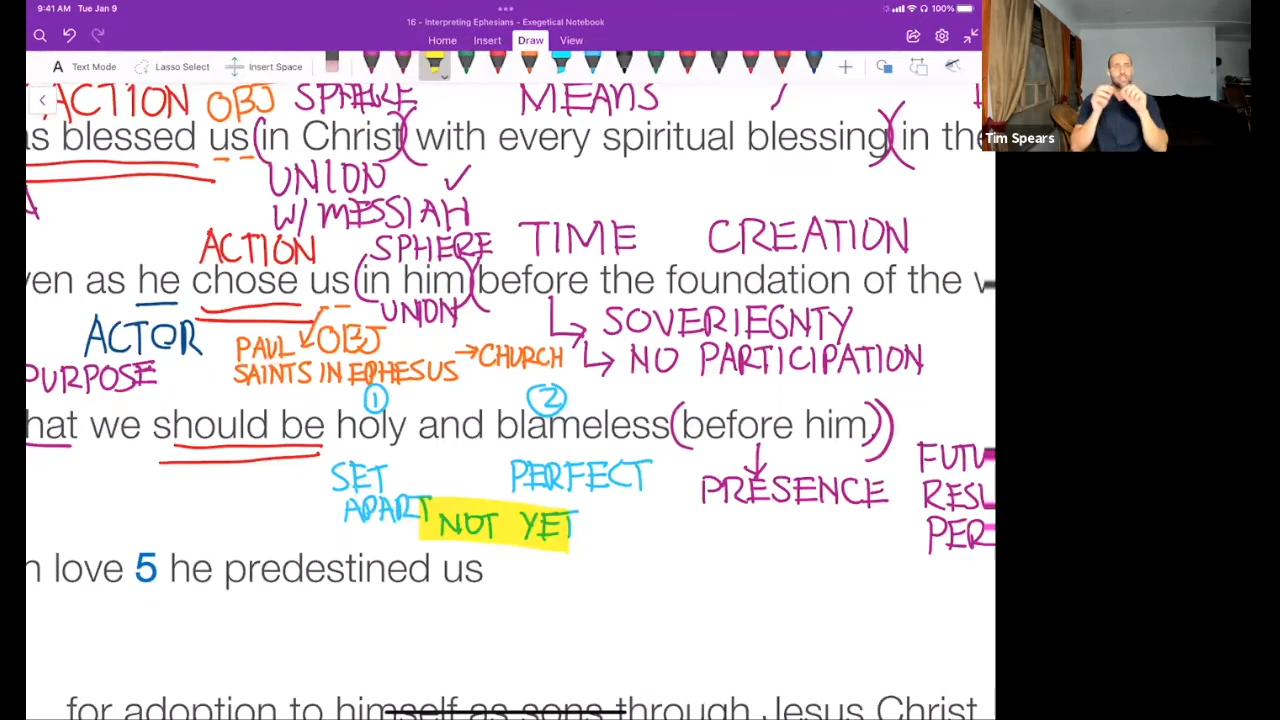 9:41 AM Tue Jan 9
100%
16 - Interpreting Ephesians - Exegetical Notebook
Home Insert Draw View
A Text Mode Lasso Select Insert Space
ACTION OBJ SPHERE MEANS
as blessed us (in Christ)(with every spiritual blessing)(in the
UNION
W/ MESSIAH
ACTION SPHERE TIME CREATION
ven as he chose us (in him)(before the foundation of the w
UNION
SOVERIEGNTY
ACTOR OBJ
PAUL
SAINTS IN EPHESUS → CHURCH
NO PARTICIPATION
PURPOSE
1 2
hat we should be holy and blameless (before him))
SET
APART
PERFECT
PRESENCE
FUTU
RESU
PER
NOT YET
n love 5 he predestined us
for adoption to himself as sons through Jesus Christ
Tim Spears